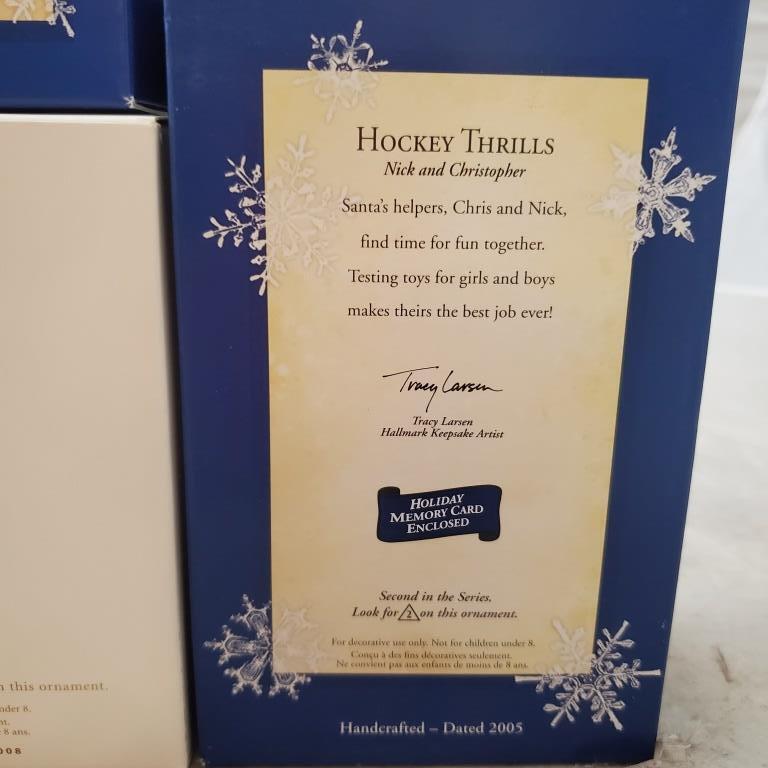 HOCKEY THRILLS
Nick and Christopher
Santa's helpers, Chris and Nick,
find time for fun together.
Testing toys for girls and boys
makes theirs the best job ever!
Tracy Larsen
Tracy Larsen
Hallmark Keepsake Artist
HOLIDAY
MEMORY CARD
ENCLOSED
Second in the Series.
Look for 2 on this ornament.
For decorative use only. Not for children under 8.
Conçu à des fins décoratives seulement.
Ne convient pas aux enfants de moins de 8 ans.
Handcrafted – Dated 2005
this ornament.
8.
8 ans.